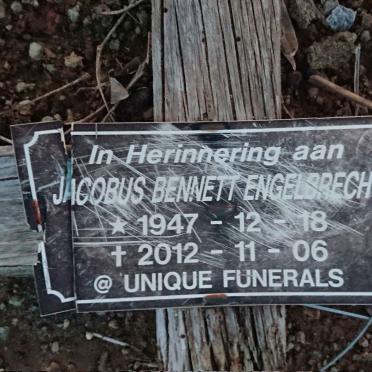 In Herinnering aan
JACOBUS BENNETT ENGELBRECH
★ 1947 - 12 - 18
✝ 2012 - 11 - 06
@ UNIQUE FUNERALS